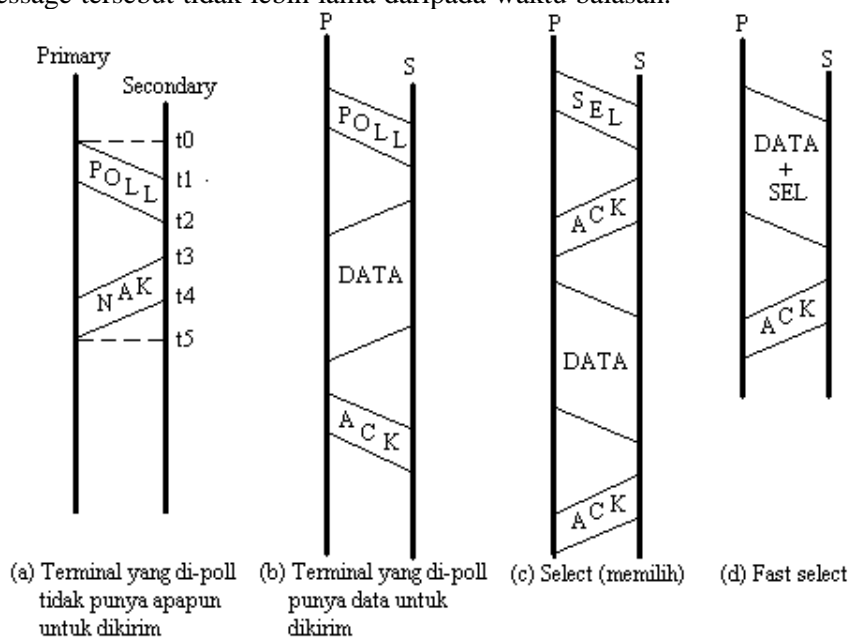 essage tersebut tidak lebih lama daripada waktu balasan.
Primary
Secondary
t0
POLL
t1
t2
t3
NAK
t4
t5
(a) Terminal yang di-poll
tidak punya apapun
untuk dikirim
P
S
POLL
DATA
ACK
(b) Terminal yang di-poll
punya data untuk
dikirim
P
S
SEL
ACK
DATA
ACK
(c) Select (memilih)
P
S
DATA
+
SEL
ACK
(d) Fast select